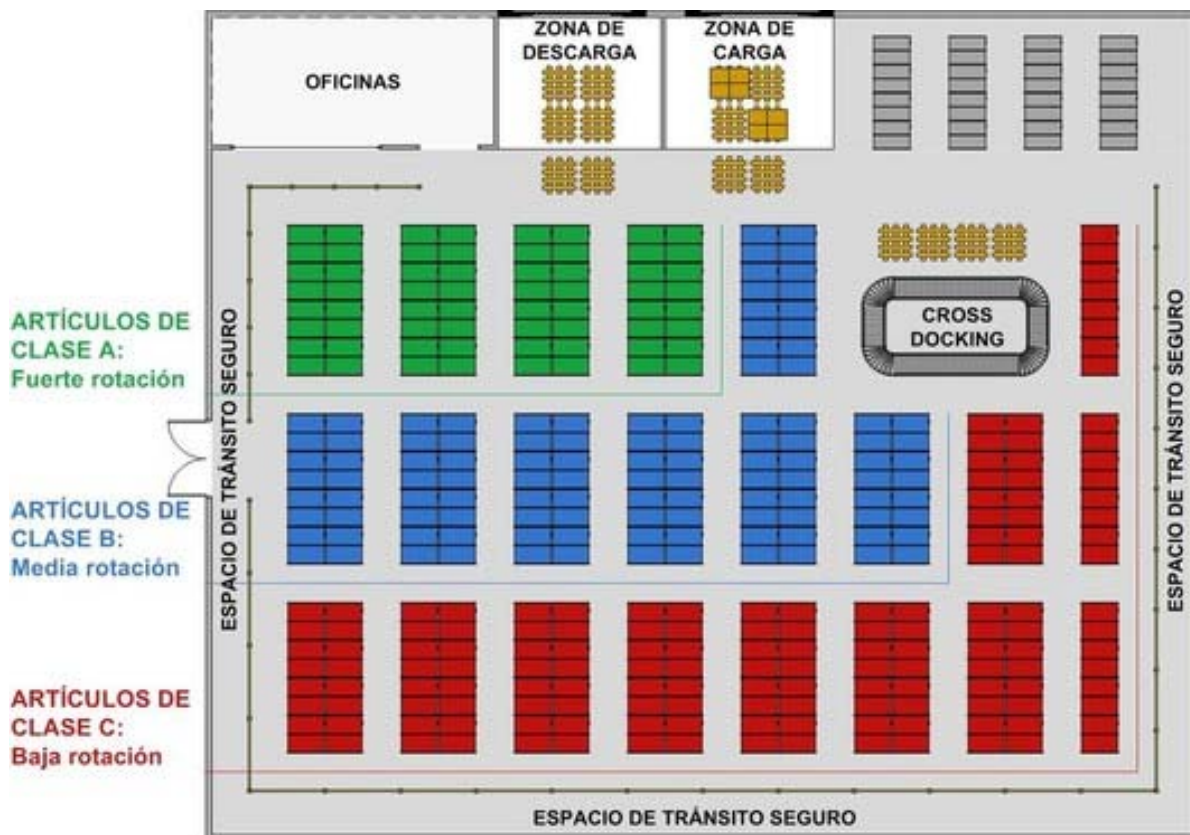 OFICINAS
ZONA DE
DESCARGA
ZONA DE
CARGA
ARTÍCULOS DE
CLASE A:
Fuerte rotación
ESPACIO DE TRÁNSITO SEGURO
CROSS
DOCKING
ESPACIO DE TRÁNSITO SEGURO
ARTÍCULOS DE
CLASE B:
Media rotación
ARTÍCULOS DE
CLASE C:
Baja rotación
ESPACIO DE TRÁNSITO SEGURO